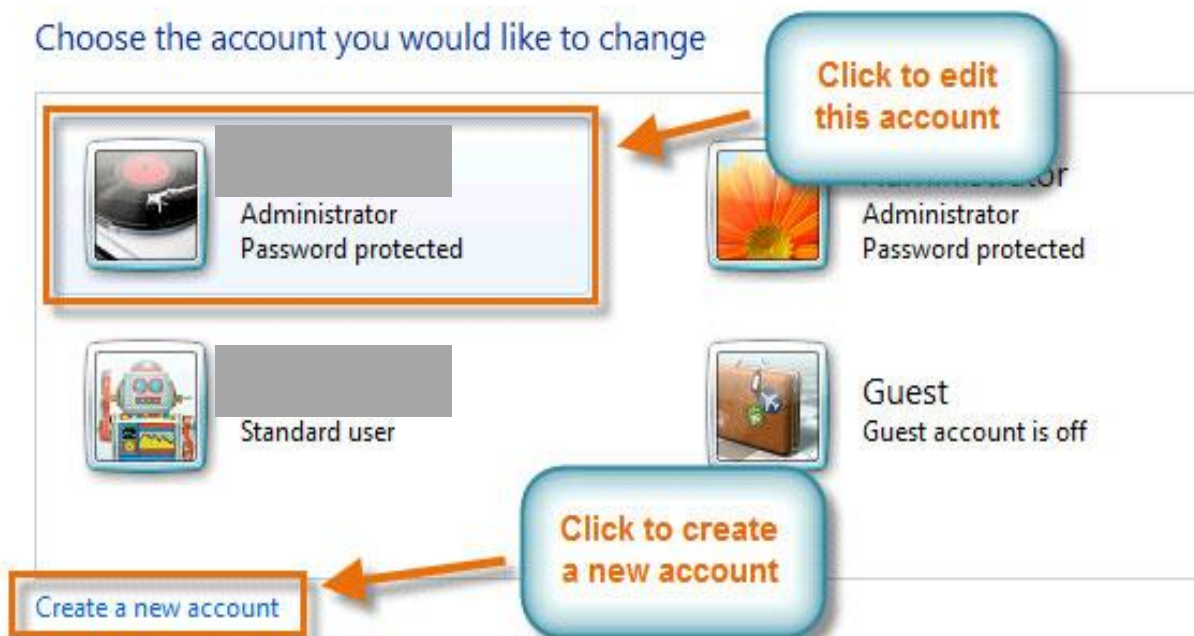 Choose the account you would like to change
Click to edit
this account
Administrator
Password protected
Administrator
Password protected
Standard user
Guest
Guest account is off
Click to create
a new account
Create a new account